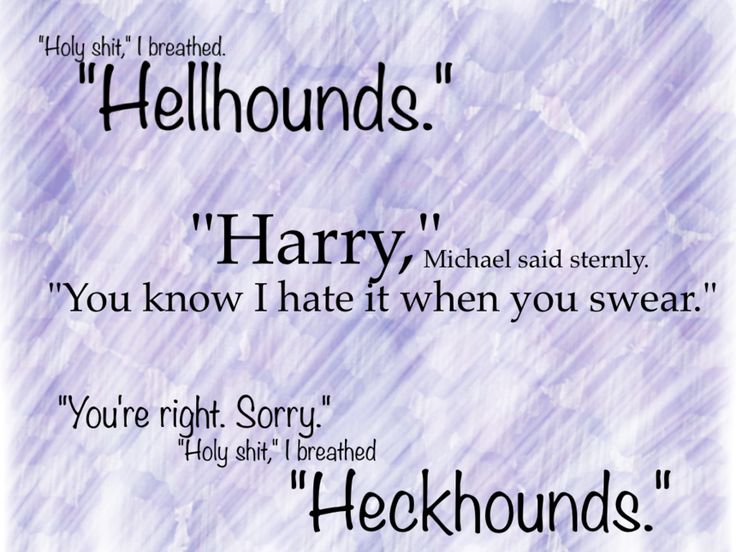 "Holy shit," I breathed.
"Hellhounds."
"Harry," Michael said sternly.
"You know I hate it when you swear."
"You're right. Sorry."
"Holy shit," I breathed
"Heckhounds."